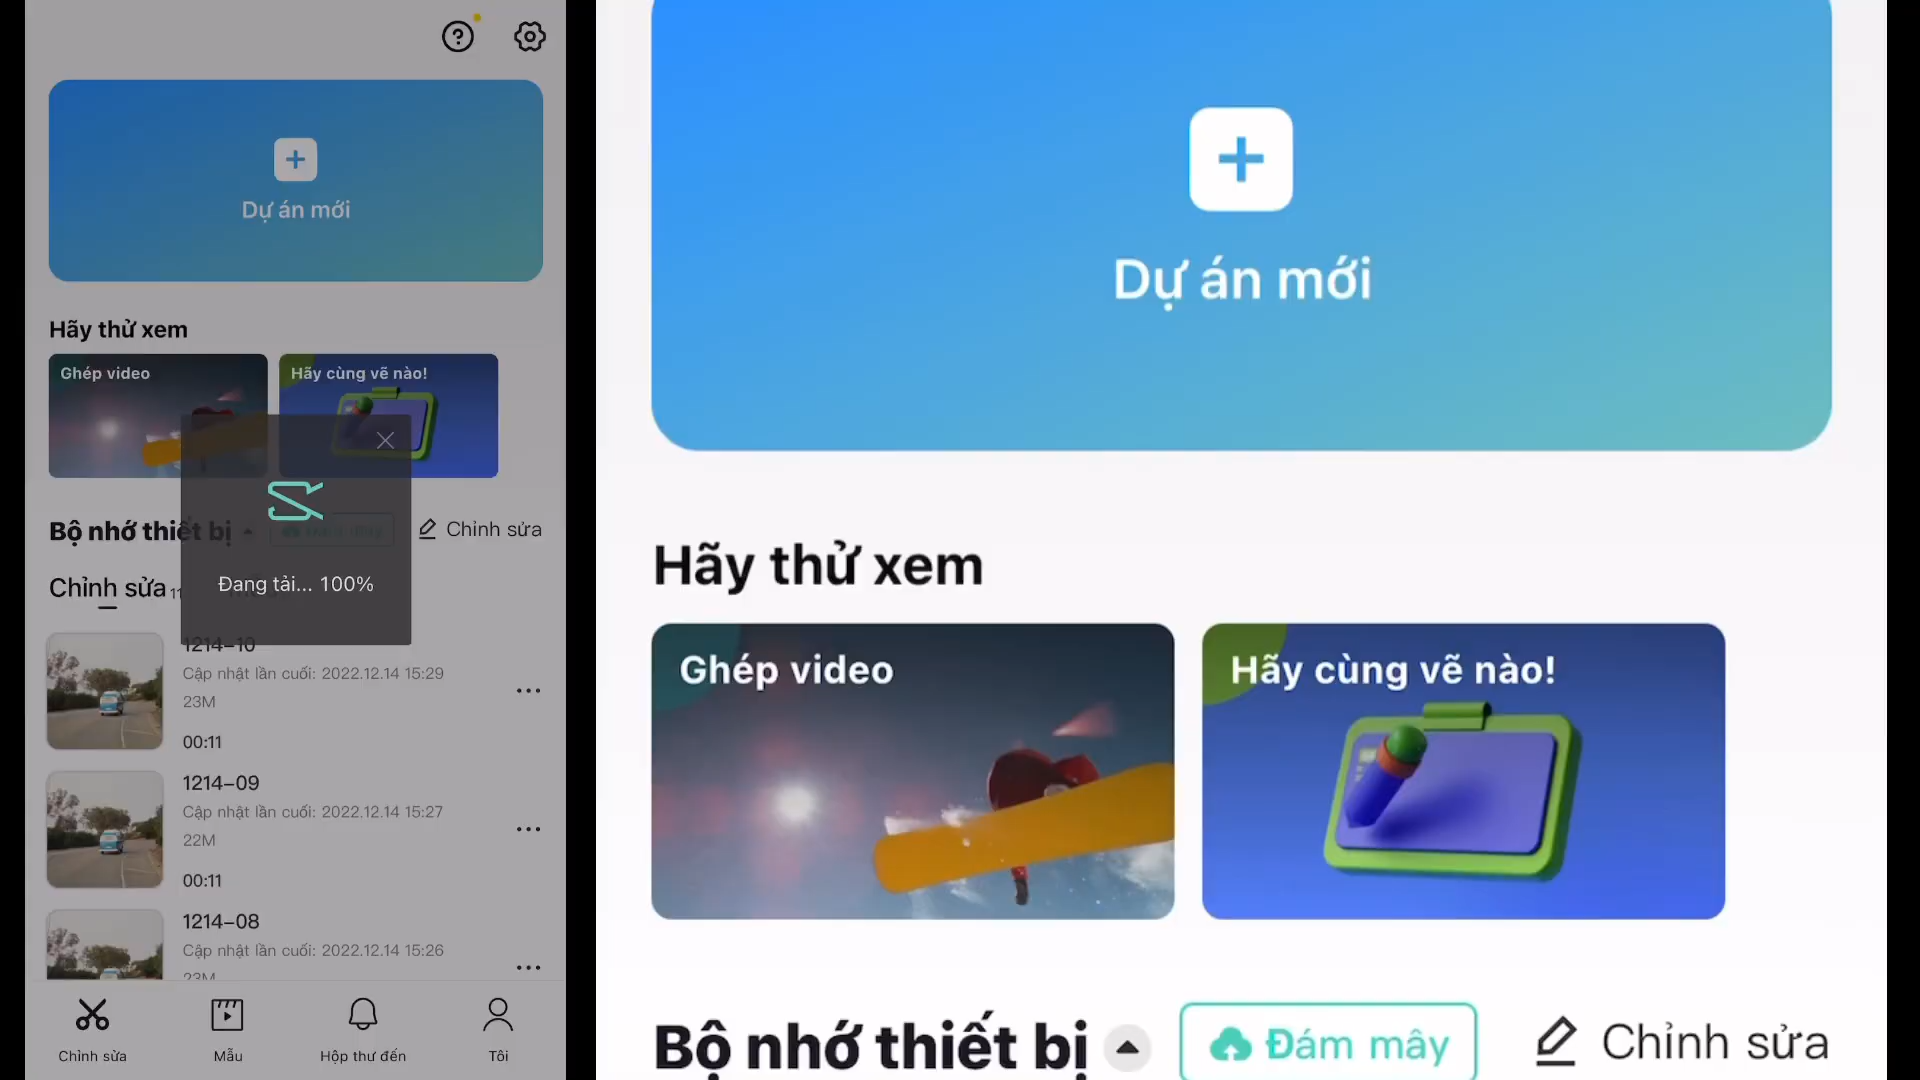 Dự án mới
Hãy thử xem
Ghép video
Hãy cùng vẽ nào!
Bộ nhớ thiết bị
Chỉnh sửa
Chỉnh sửa
Đang tải... 100%
1214-10
Cập nhật lần cuối: 2022.12.14 15:29
23M
00:11
1214-09
Cập nhật lần cuối: 2022.12.14 15:27
22M
00:11
1214-08
Cập nhật lần cuối: 2022.12.14 15:26
23M
Chỉnh sửa
Mẫu
Hộp thư đến
Tôi
Dự án mới
Hãy thử xem
Ghép video
Hãy cùng vẽ nào!
Bộ nhớ thiết bị
Đám mây
Chỉnh sửa